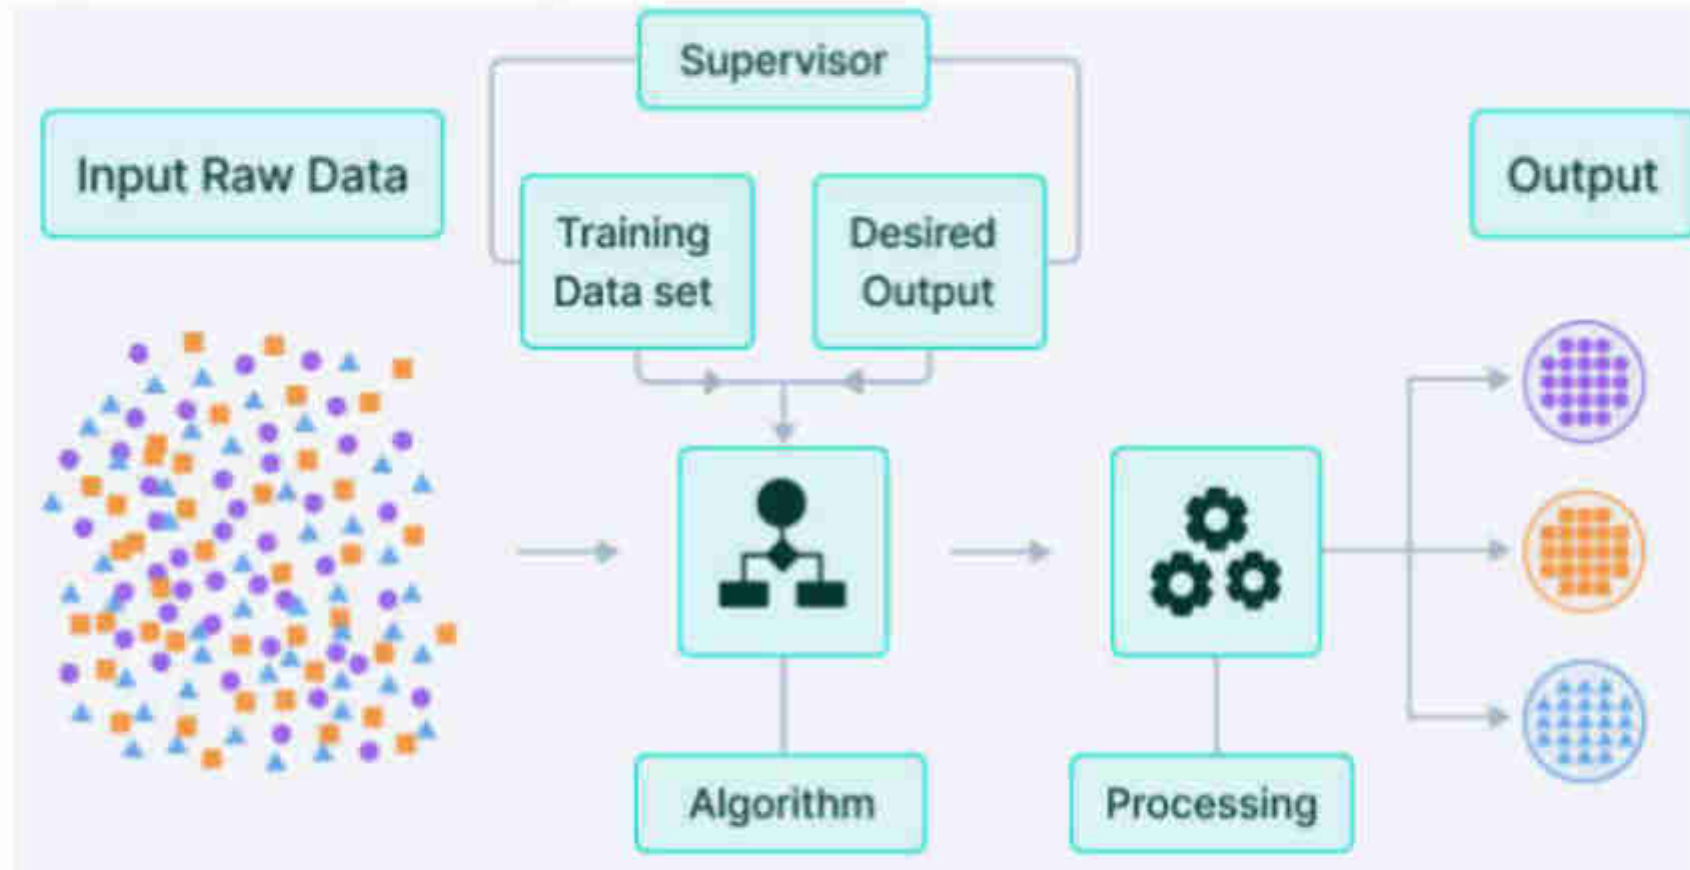 Supervisor
Input Raw Data
Training
Data set
Desired
Output
Output
Algorithm
Processing